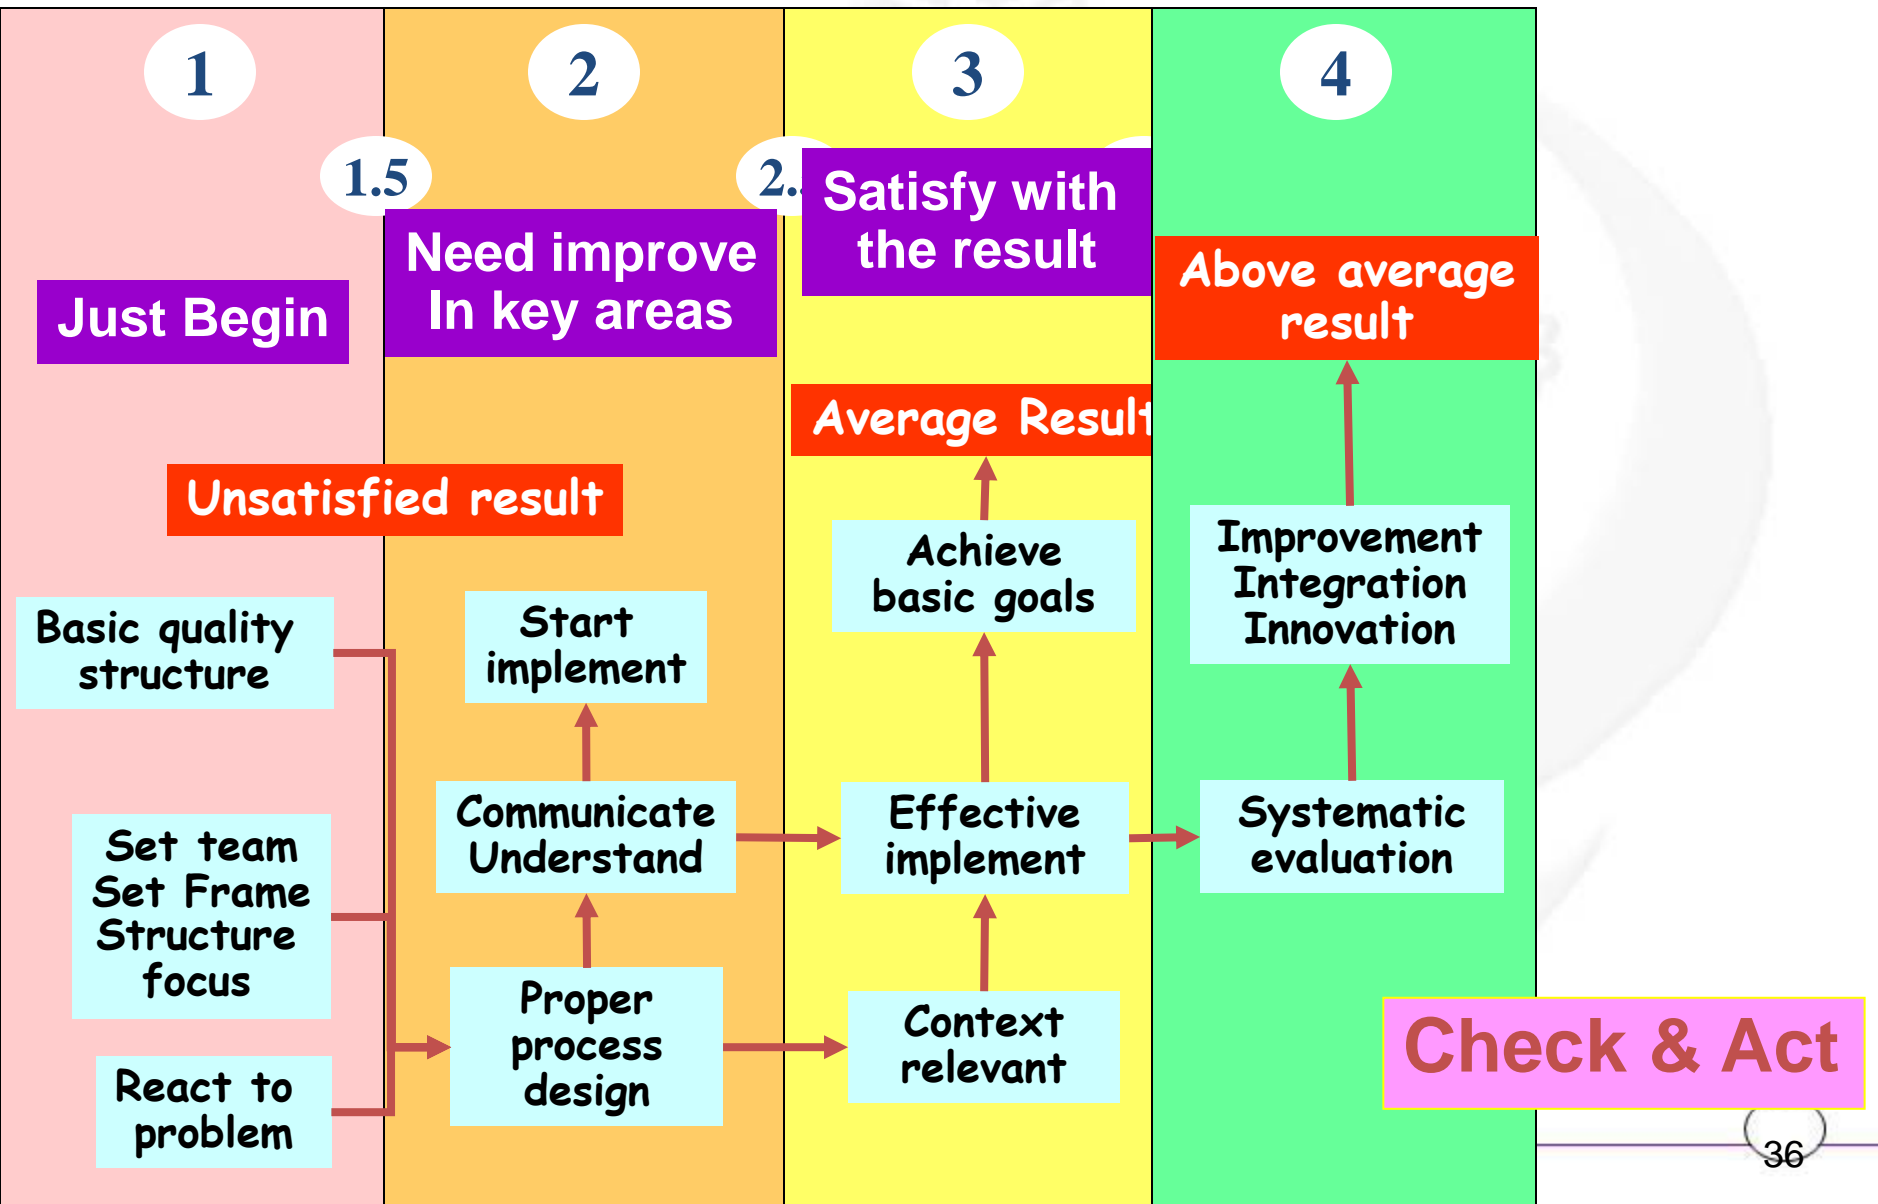 1
2
3
4
1.5
2.
Just Begin
Need improve
In key areas
Satisfy with
the result
Above average
result
Average Result
Unsatisfied result
Basic quality
structure
Set team
Set Frame
Structure
focus
React to
problem
Start
implement
Communicate
Understand
Proper
process
design
Achieve
basic goals
Effective
implement
Context
relevant
Improvement
Integration
Innovation
Systematic
evaluation
Check & Act
36